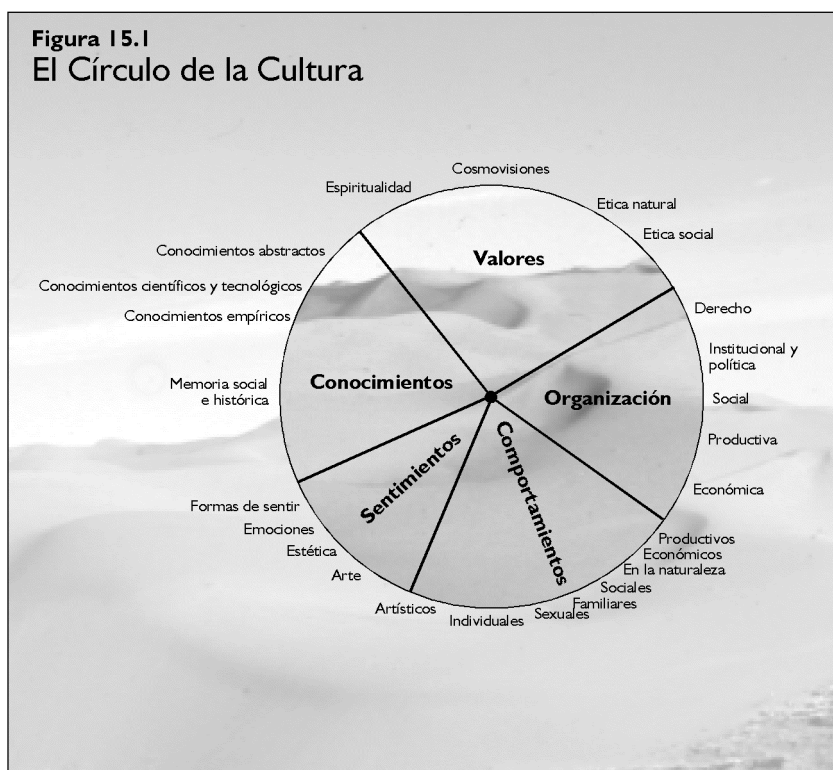 Figura 15.1
El Círculo de la Cultura
Cosmovisiones
Espiritualidad
Etica natural
Etica social
Valores
Conocimientos abstractos
Conocimientos científicos y tecnológicos
Conocimientos empíricos
Memoria social
e histórica
Conocimientos
Derecho
Institucional y
política
Social
Productiva
Económica
Organización
Sentimientos
Formas de sentir
Emociones
Estética
Arte
Comportamientos
Productivos
Económicos
En la naturaleza
Sociales
Familiares
Sexuales
Individuales
Artísticos